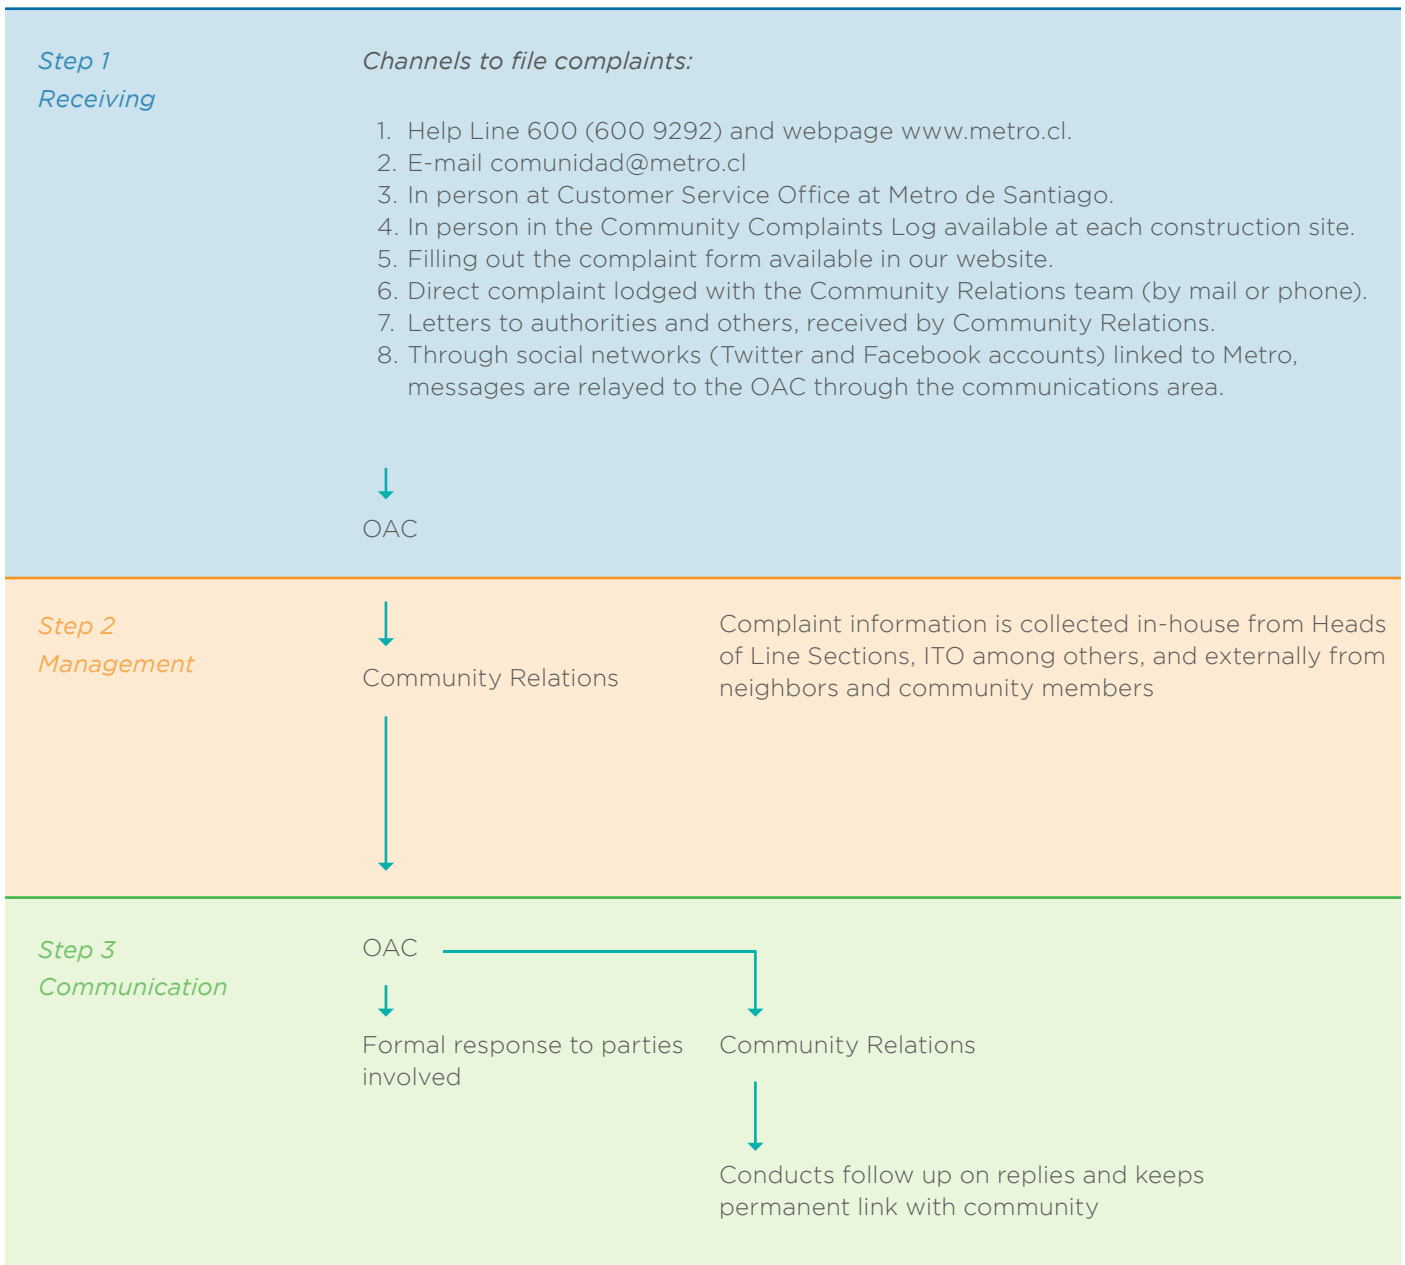 Step 1
Receiving
Channels to file complaints:
1. Help Line 600 (600 9292) and webpage www.metro.cl.
2. E-mail comunidad@metro.cl
3. In person at Customer Service Office at Metro de Santiago.
4. In person in the Community Complaints Log available at each construction site.
5. Filling out the complaint form available in our website.
6. Direct complaint lodged with the Community Relations team (by mail or phone).
7. Letters to authorities and others, received by Community Relations.
8. Through social networks (Twitter and Facebook accounts) linked to Metro,
messages are relayed to the OAC through the communications area.
OAC
Step 2
Management
Community Relations
Complaint information is collected in-house from Heads
of Line Sections, ITO among others, and externally from
neighbors and community members
Step 3
Communication
OAC
Formal response to parties
involved
Community Relations
Conducts follow up on replies and keeps
permanent link with community